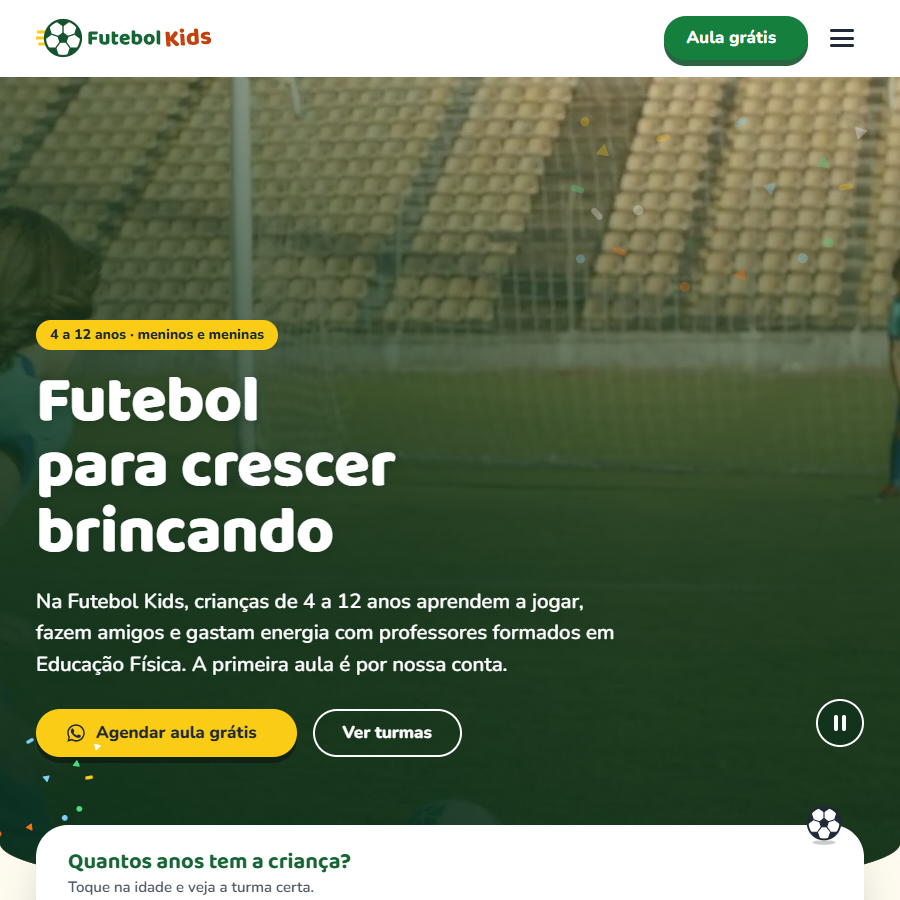 Futebol Kids
Aula grátis
4 a 12 anos · meninos e meninas
Futebol
para crescer
brincando
Na Futebol Kids, crianças de 4 a 12 anos aprendem a jogar,
fazem amigos e gastam energia com professores formados em
Educação Física. A primeira aula é por nossa conta.
Agendar aula grátis
Ver turmas
Quantos anos tem a criança?
Toque na idade e veja a turma certa.